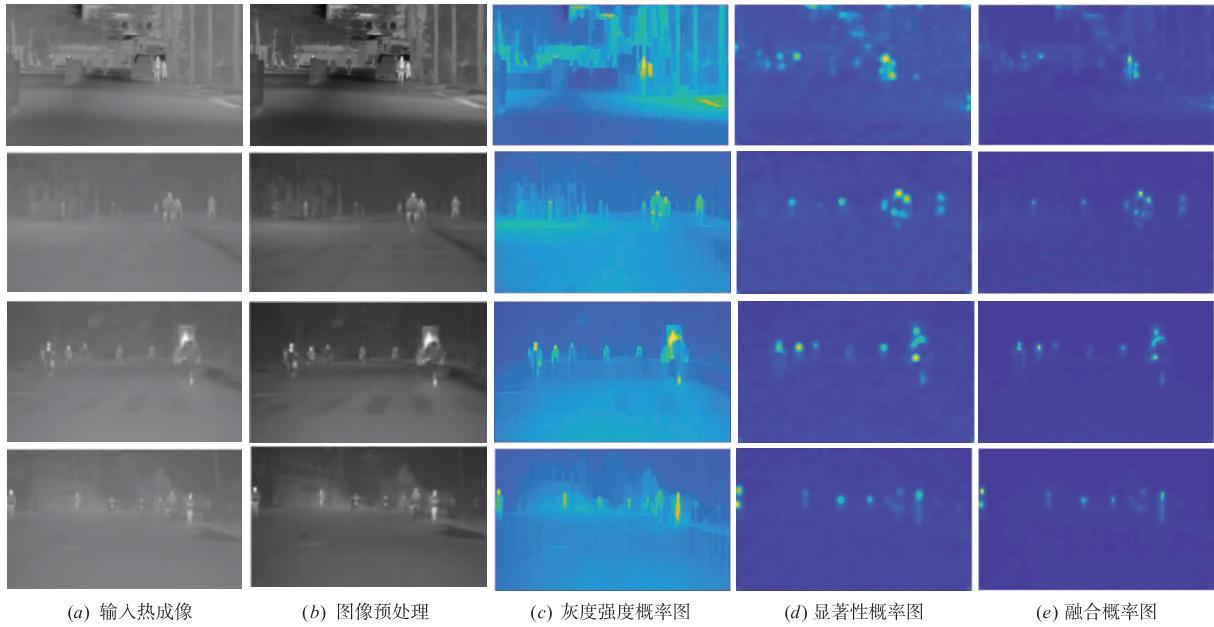 (a) 输入热成像
(b) 图像预处理
(c) 灰度强度概率图
(d) 显著性概率图
(e) 融合概率图